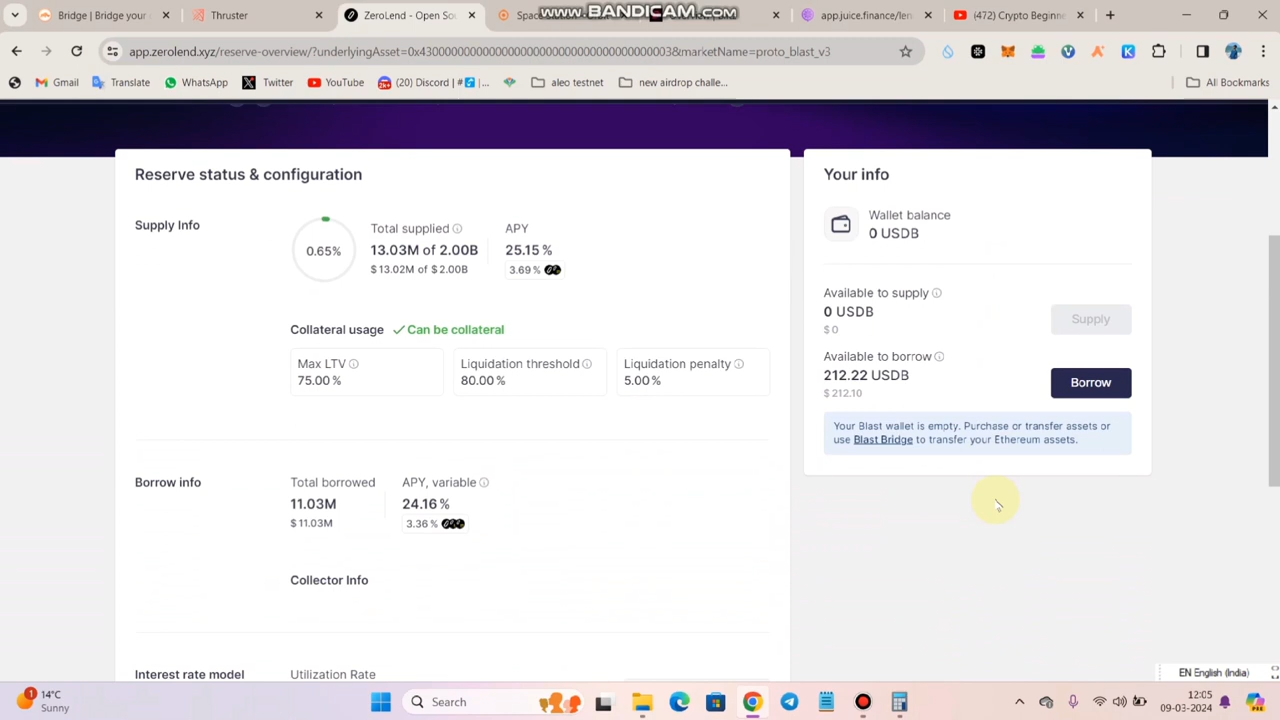 www.BANDICAM.com
Bridge | Bridge your c
Thruster
ZeroLend - Open Sou
Spac
app.juice.finance/len
(472) Crypto Beginne
app.zerolend.xyz/reserve-overview/?underlyingAsset=0x4300000000000000000000000000000000000003&marketName=proto_blast_v3
Gmail
Translate
WhatsApp
Twitter
YouTube
(20) Discord | #
aleo testnet
new airdrop challe...
All Bookmarks
Reserve status & configuration
Supply Info
0.65%
Total supplied
13.03M of 2.00B
$ 13.02M of $ 2.00B
APY
25.15 %
3.69 %
Collateral usage
Can be collateral
Max LTV
75.00 %
Liquidation threshold
80.00 %
Liquidation penalty
5.00 %
Borrow info
Total borrowed
11.03M
$ 11.03M
APY, variable
24.16 %
3.36 %
Collector Info
Interest rate model
Utilization Rate
Your info
Wallet balance
0 USDB
Available to supply
0 USDB
$ 0
Supply
Available to borrow
212.22 USDB
$ 212.10
Borrow
Your Blast wallet is empty. Purchase or transfer assets or
use Blast Bridge to transfer your Ethereum assets.
EN English (India)
1
14°C
Sunny
Search
12:05
09-03-2024